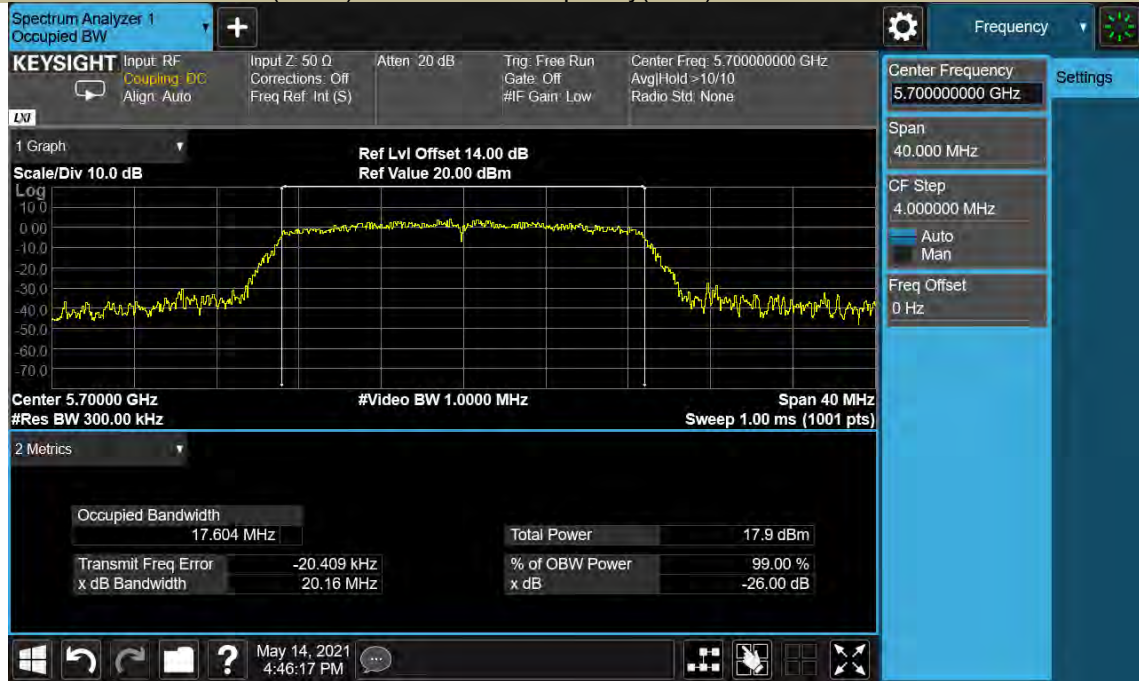 Spectrum Analyzer 1
Occupied BW
Frequency
KEYSIGHT
Input: RF
Coupling: DC
Align: Auto
Input Z: 50 Ω
Corrections: Off
Freq Ref: Int (S)
Atten: 20 dB
Trig: Free Run
Gate: Off
#IF Gain: Low
Center Freq: 5.700000000 GHz
Avg|Hold >10/10
Radio Std: None
LXI
Center Frequency
5.700000000 GHz
Settings
Span
40.000 MHz
CF Step
4.000000 MHz
Auto
Man
Freq Offset
0 Hz
1 Graph
Scale/Div 10.0 dB
Ref Lvl Offset 14.00 dB
Ref Value 20.00 dBm
Log
10.0
0.00
-10.0
-20.0
-30.0
-40.0
-50.0
-60.0
-70.0
Center 5.70000 GHz
#Video BW 1.0000 MHz
Span 40 MHz
#Res BW 300.00 kHz
Sweep 1.00 ms (1001 pts)
2 Metrics
Occupied Bandwidth
17.604 MHz
Total Power 17.9 dBm
Transmit Freq Error -20.409 kHz
% of OBW Power 99.00 %
x dB Bandwidth 20.16 MHz
x dB -26.00 dB
?
May 14, 2021
4:46:17 PM